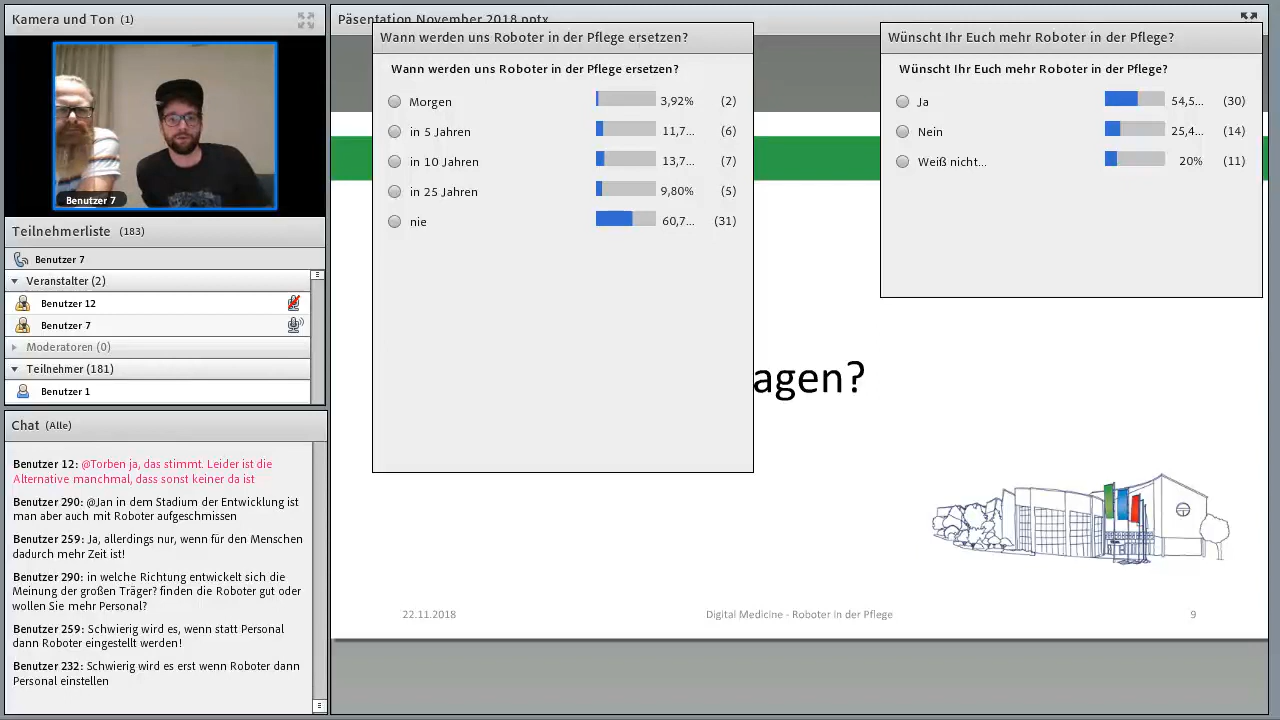 Kamera und Ton (1)
Benutzer 7
Teilnehmerliste (183)
Benutzer 7
Veranstalter (2)
Benutzer 12
Benutzer 7
Moderatoren (0)
Teilnehmer (181)
Benutzer 1
Chat (Alle)
Benutzer 12: @Torben ja, das stimmt. Leider ist die
Alternative manchmal, dass sonst keiner da ist
Benutzer 290: @Jan in dem Stadium der Entwicklung ist
man aber auch mit Roboter aufgeschmissen
Benutzer 259: Ja, allerdings nur, wenn für den Menschen
dadurch mehr Zeit ist!
Benutzer 290: in welche Richtung entwickelt sich die
Meinung der großen Träger? finden die Roboter gut oder
wollen Sie mehr Personal?
Benutzer 259: Schwierig wird es, wenn statt Personal
dann Roboter eingestellt werden!
Benutzer 232: Schwierig wird es erst wenn Roboter dann
Personal einstellen
Päsentation November 2018.pptx
Wann werden uns Roboter in der Pflege ersetzen?
Wann werden uns Roboter in der Pflege ersetzen?
Morgen 3,92% (2)
in 5 Jahren 11,7... (6)
in 10 Jahren 13,7... (7)
in 25 Jahren 9,80% (5)
nie 60,7... (31)
Wünscht Ihr Euch mehr Roboter in der Pflege?
Wünscht Ihr Euch mehr Roboter in der Pflege?
Ja 54,5... (30)
Nein 25,4... (14)
Weiß nicht... 20% (11)
agen?
22.11.2018 Digital Medicine - Roboter in der Pflege 9